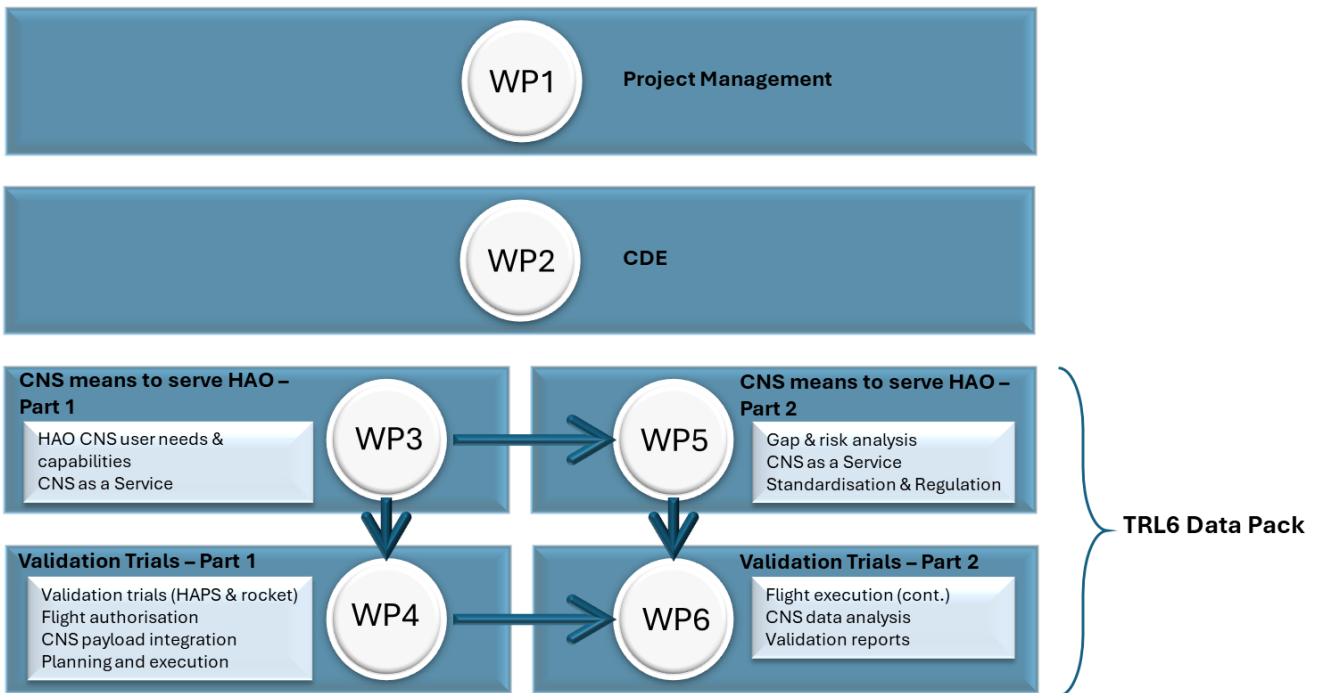 WP1
Project Management
WP2
CDE
CNS means to serve HAO –
Part 1
HAO CNS user needs &
capabilities
CNS as a Service
WP3
WP5
CNS means to serve HAO –
Part 2
Gap & risk analysis
CNS as a Service
Standardisation & Regulation
TRL6 Data Pack
Validation Trials – Part 1
Validation trials (HAPS & rocket)
Flight authorisation
CNS payload integration
Planning and execution
WP4
WP6
Validation Trials – Part 2
Flight execution (cont.)
CNS data analysis
Validation reports